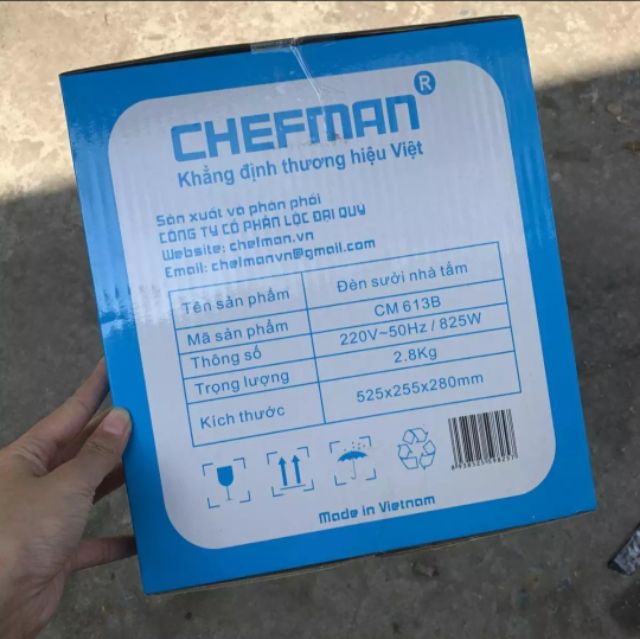 CHEFMAN®
Khẳng định thương hiệu Việt
Sản xuất và phân phối
CÔNG TY CỔ PHẦN LỘC ĐẠI QUY
Website: chefman.vn
Email: chefmanvn@gmail.com
Tên sản phẩm Đèn sưởi nhà tắm
Mã sản phẩm CM 613B
Thông số 220V~50Hz / 825W
Trọng lượng 2.8Kg
Kích thước 525x255x280mm
Made in Vietnam